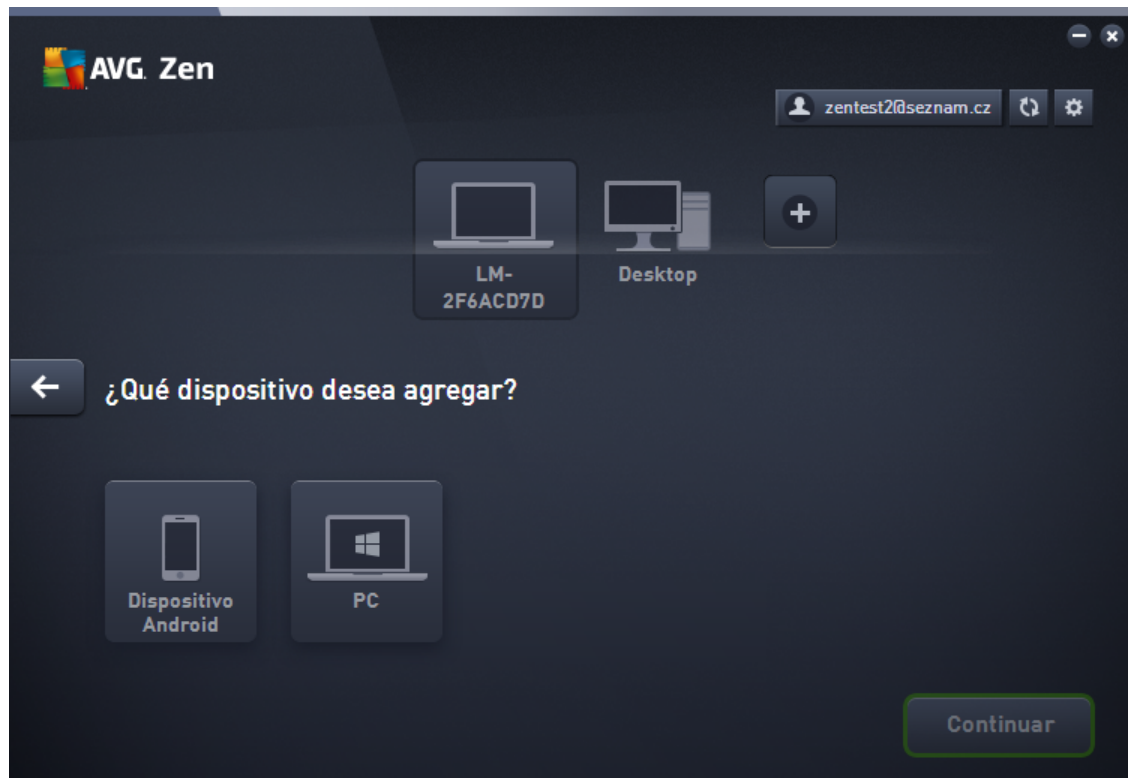 AVG. Zen
zentest2@seznam.cz
LM-
2F6ACD7D
Desktop
¿Qué dispositivo desea agregar?
Dispositivo
Android
PC
Continuar